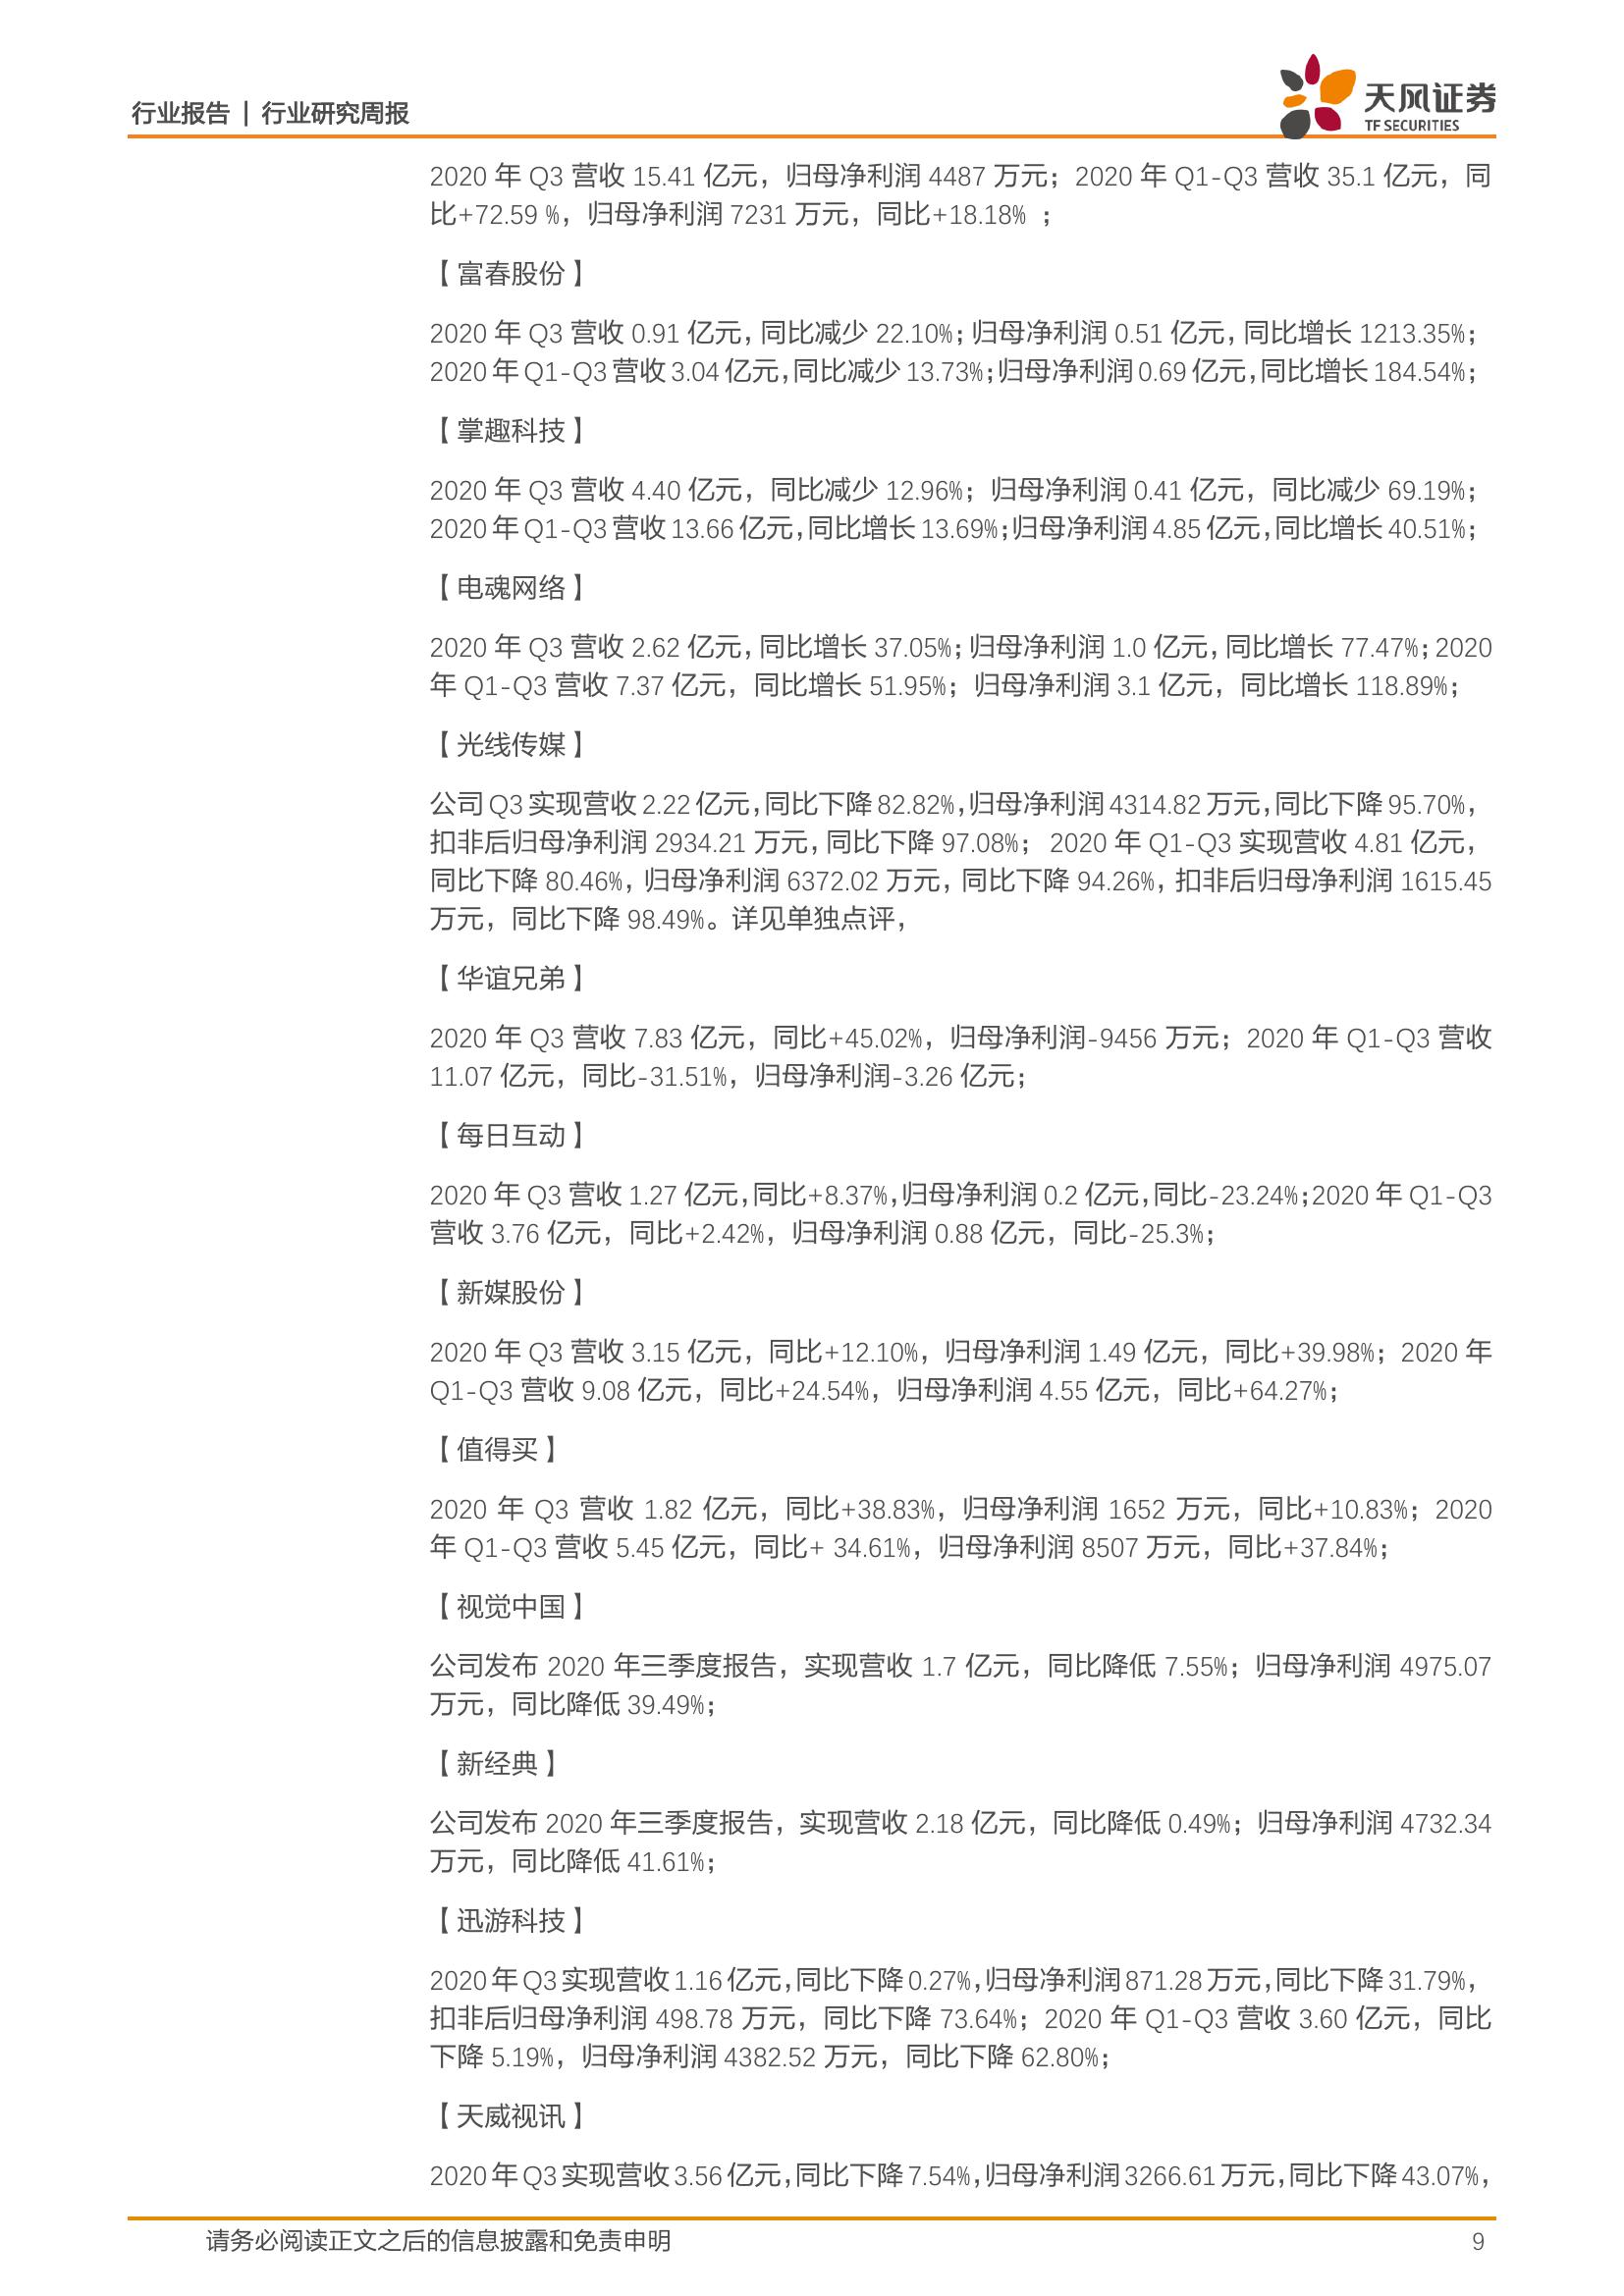 行业报告 | 行业研究周报
天风证券
TF SECURITIES
2020 年 Q3 营收 15.41 亿元，归母净利润 4487 万元；2020 年 Q1-Q3 营收 35.1 亿元，同
比+72.59 %，归母净利润 7231 万元，同比+18.18% ；
【富春股份】
2020 年 Q3 营收 0.91 亿元，同比减少 22.10%；归母净利润 0.51 亿元，同比增长 1213.35%；
2020 年 Q1-Q3 营收 3.04 亿元，同比减少 13.73%；归母净利润 0.69 亿元，同比增长 184.54%；
【掌趣科技】
2020 年 Q3 营收 4.40 亿元，同比减少 12.96%；归母净利润 0.41 亿元，同比减少 69.19%；
2020 年 Q1-Q3 营收 13.66 亿元，同比增长 13.69%；归母净利润 4.85 亿元，同比增长 40.51%；
【电魂网络】
2020 年 Q3 营收 2.62 亿元，同比增长 37.05%；归母净利润 1.0 亿元，同比增长 77.47%；2020
年 Q1-Q3 营收 7.37 亿元，同比增长 51.95%；归母净利润 3.1 亿元，同比增长 118.89%；
【光线传媒】
公司 Q3 实现营收 2.22 亿元，同比下降 82.82%，归母净利润 4314.82 万元，同比下降 95.70%，
扣非后归母净利润 2934.21 万元，同比下降 97.08%； 2020 年 Q1-Q3 实现营收 4.81 亿元，
同比下降 80.46%，归母净利润 6372.02 万元，同比下降 94.26%，扣非后归母净利润 1615.45
万元，同比下降 98.49%。详见单独点评，
【华谊兄弟】
2020 年 Q3 营收 7.83 亿元，同比+45.02%，归母净利润-9456 万元；2020 年 Q1-Q3 营收
11.07 亿元，同比-31.51%，归母净利润-3.26 亿元；
【每日互动】
2020 年 Q3 营收 1.27 亿元，同比+8.37%，归母净利润 0.2 亿元，同比-23.24%；2020 年 Q1-Q3
营收 3.76 亿元，同比+2.42%，归母净利润 0.88 亿元，同比-25.3%；
【新媒股份】
2020 年 Q3 营收 3.15 亿元，同比+12.10%，归母净利润 1.49 亿元，同比+39.98%；2020 年
Q1-Q3 营收 9.08 亿元，同比+24.54%，归母净利润 4.55 亿元，同比+64.27%；
【值得买】
2020 年 Q3 营收 1.82 亿元，同比+38.83%，归母净利润 1652 万元，同比+10.83%；2020
年 Q1-Q3 营收 5.45 亿元，同比+ 34.61%，归母净利润 8507 万元，同比+37.84%；
【视觉中国】
公司发布 2020 年三季度报告，实现营收 1.7 亿元，同比降低 7.55%；归母净利润 4975.07
万元，同比降低 39.49%；
【新经典】
公司发布 2020 年三季度报告，实现营收 2.18 亿元，同比降低 0.49%；归母净利润 4732.34
万元，同比降低 41.61%；
【迅游科技】
2020 年 Q3 实现营收 1.16 亿元，同比下降 0.27%，归母净利润 871.28 万元，同比下降 31.79%，
扣非后归母净利润 498.78 万元，同比下降 73.64%；2020 年 Q1-Q3 营收 3.60 亿元，同比
下降 5.19%，归母净利润 4382.52 万元，同比下降 62.80%；
【天威视讯】
2020 年 Q3 实现营收 3.56 亿元，同比下降 7.54%，归母净利润 3266.61 万元，同比下降 43.07%，
请务必阅读正文之后的信息披露和免责申明
9